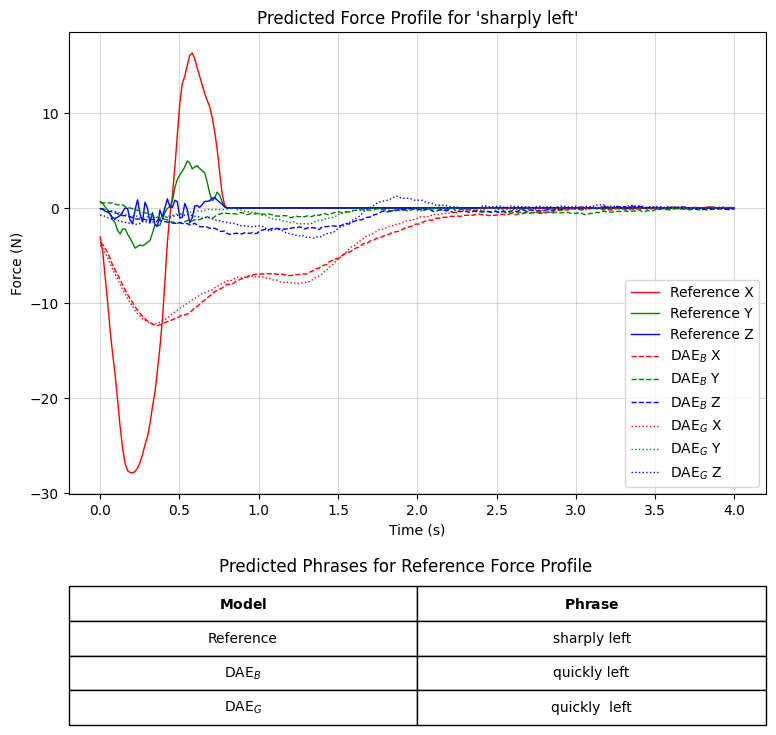 Predicted Force Profile for 'sharply left'
Force (N)
10
0
−10
−20
−30
0.0 0.5 1.0 1.5 2.0 2.5 3.0 3.5 4.0
Time (s)
Reference X
Reference Y
Reference Z
DAE_B X
DAE_B Y
DAE_B Z
DAE_G X
DAE_G Y
DAE_G Z
Predicted Phrases for Reference Force Profile
Model Phrase
Reference sharply left
DAE_B quickly left
DAE_G quickly  left